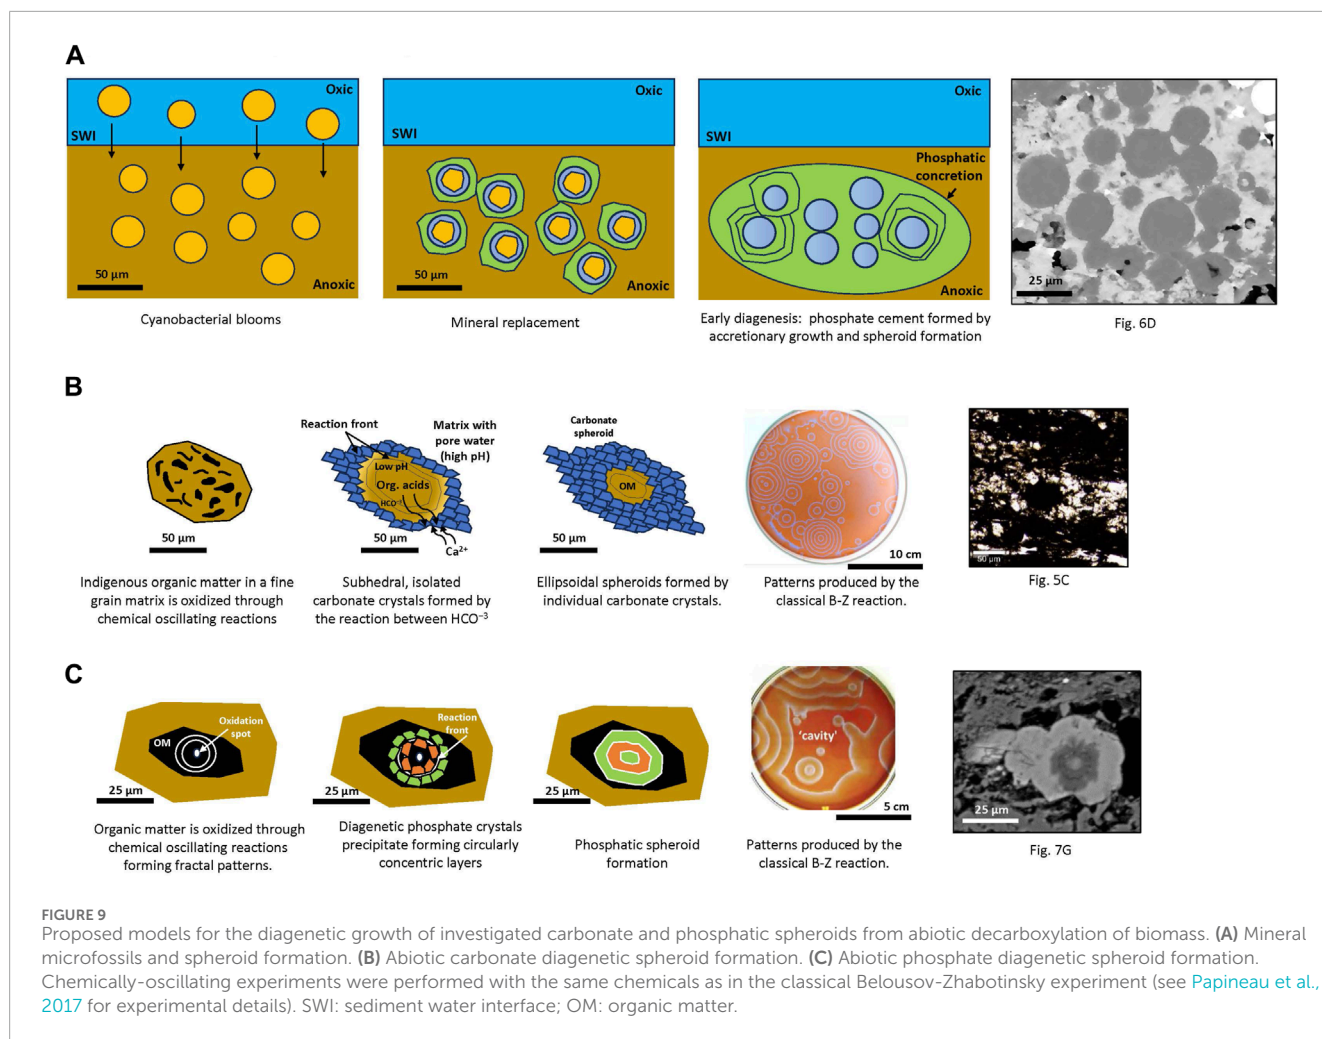 A
Oxic
SWI
Anoxic
50 µm
Cyanobacterial blooms
Oxic
SWI
Anoxic
50 µm
Mineral replacement
Oxic
SWI
Phosphatic
concretion
Anoxic
Early diagenesis: phosphate cement formed by
accretionary growth and spheroid formation
25 µm
Fig. 6D
B
50 µm
Indigenous organic matter in a fine
grain matrix is oxidized through
chemical oscillating reactions
Reaction front
Matrix with
pore water
(high pH)
Low pH
Org. acids
HCO⁻³
Ca²⁺
50 µm
Subhedral, isolated
carbonate crystals formed by
the reaction between HCO⁻³
Carbonate
spheroid
OM
50 µm
Ellipsoidal spheroids formed by
individual carbonate crystals.
10 cm
Patterns produced by the
classical B-Z reaction.
50 µm
Fig. 5C
C
Oxidation
spot
OM
25 µm
Organic matter is oxidized through
chemical oscillating reactions
forming fractal patterns.
Reaction
front
25 µm
Diagenetic phosphate crystals
precipitate forming circularly
concentric layers
25 µm
Phosphatic spheroid
formation
'cavity'
5 cm
Patterns produced by the
classical B-Z reaction.
25 µm
Fig. 7G
FIGURE 9
Proposed models for the diagenetic growth of investigated carbonate and phosphatic spheroids from abiotic decarboxylation of biomass. (A) Mineral
microfossils and spheroid formation. (B) Abiotic carbonate diagenetic spheroid formation. (C) Abiotic phosphate diagenetic spheroid formation.
Chemically-oscillating experiments were performed with the same chemicals as in the classical Belousov-Zhabotinsky experiment (see Papineau et al.,
2017 for experimental details). SWI: sediment water interface; OM: organic matter.